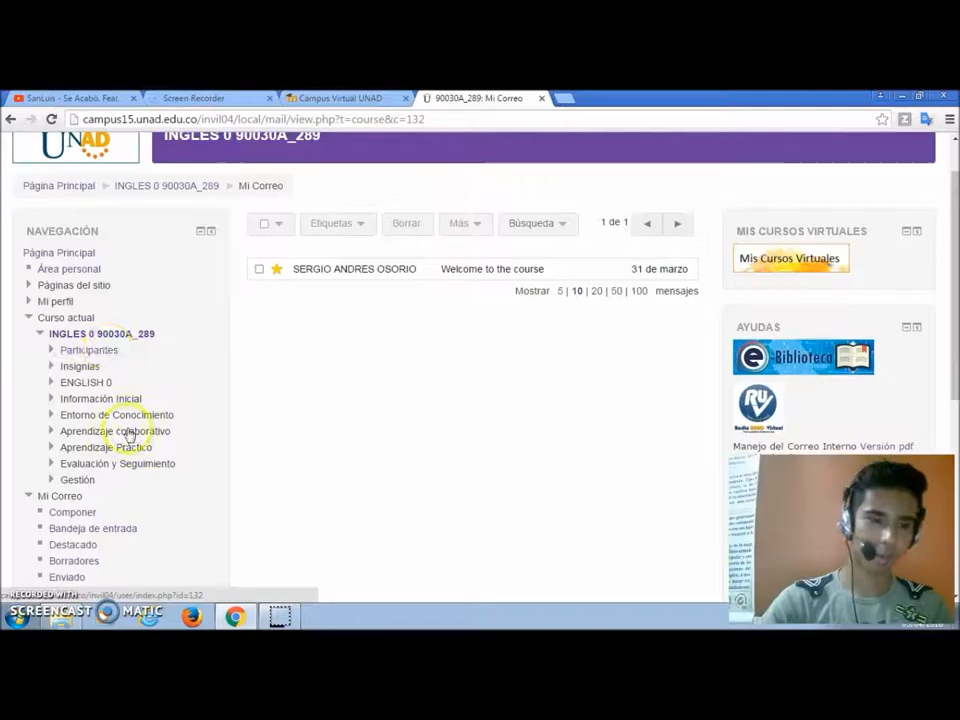 SanLuis - Se Acabó, Feat.
Screen Recorder
Campus Virtual UNAD
90030A_289: Mi Correo
campus15.unad.edu.co/invil04/local/mail/view.php?t=course&c=132
UNAD
INGLES 0 90030A_289
Página Principal
INGLES 0 90030A_289
Mi Correo
NAVEGACIÓN
Página Principal
Área personal
Páginas del sitio
Mi perfil
Curso actual
INGLES 0 90030A_289
Participantes
Insignias
ENGLISH 0
Información Inicial
Entorno de Conocimiento
Aprendizaje colaborativo
Aprendizaje Práctico
Evaluación y Seguimiento
Gestión
Mi Correo
Componer
Bandeja de entrada
Destacado
Borradores
Enviado
Etiquetas
Borrar
Más
Búsqueda
1 de 1
SERGIO ANDRES OSORIO Welcome to the course 31 de marzo
Mostrar 5 | 10 | 20 | 50 | 100 mensajes
MIS CURSOS VIRTUALES
Mis Cursos Virtuales
AYUDAS
e-Biblioteca
RUV
Radio UNAD Virtual
Manejo del Correo Interno Versión pdf
RECORDED WITH
SCREENCAST MATIC